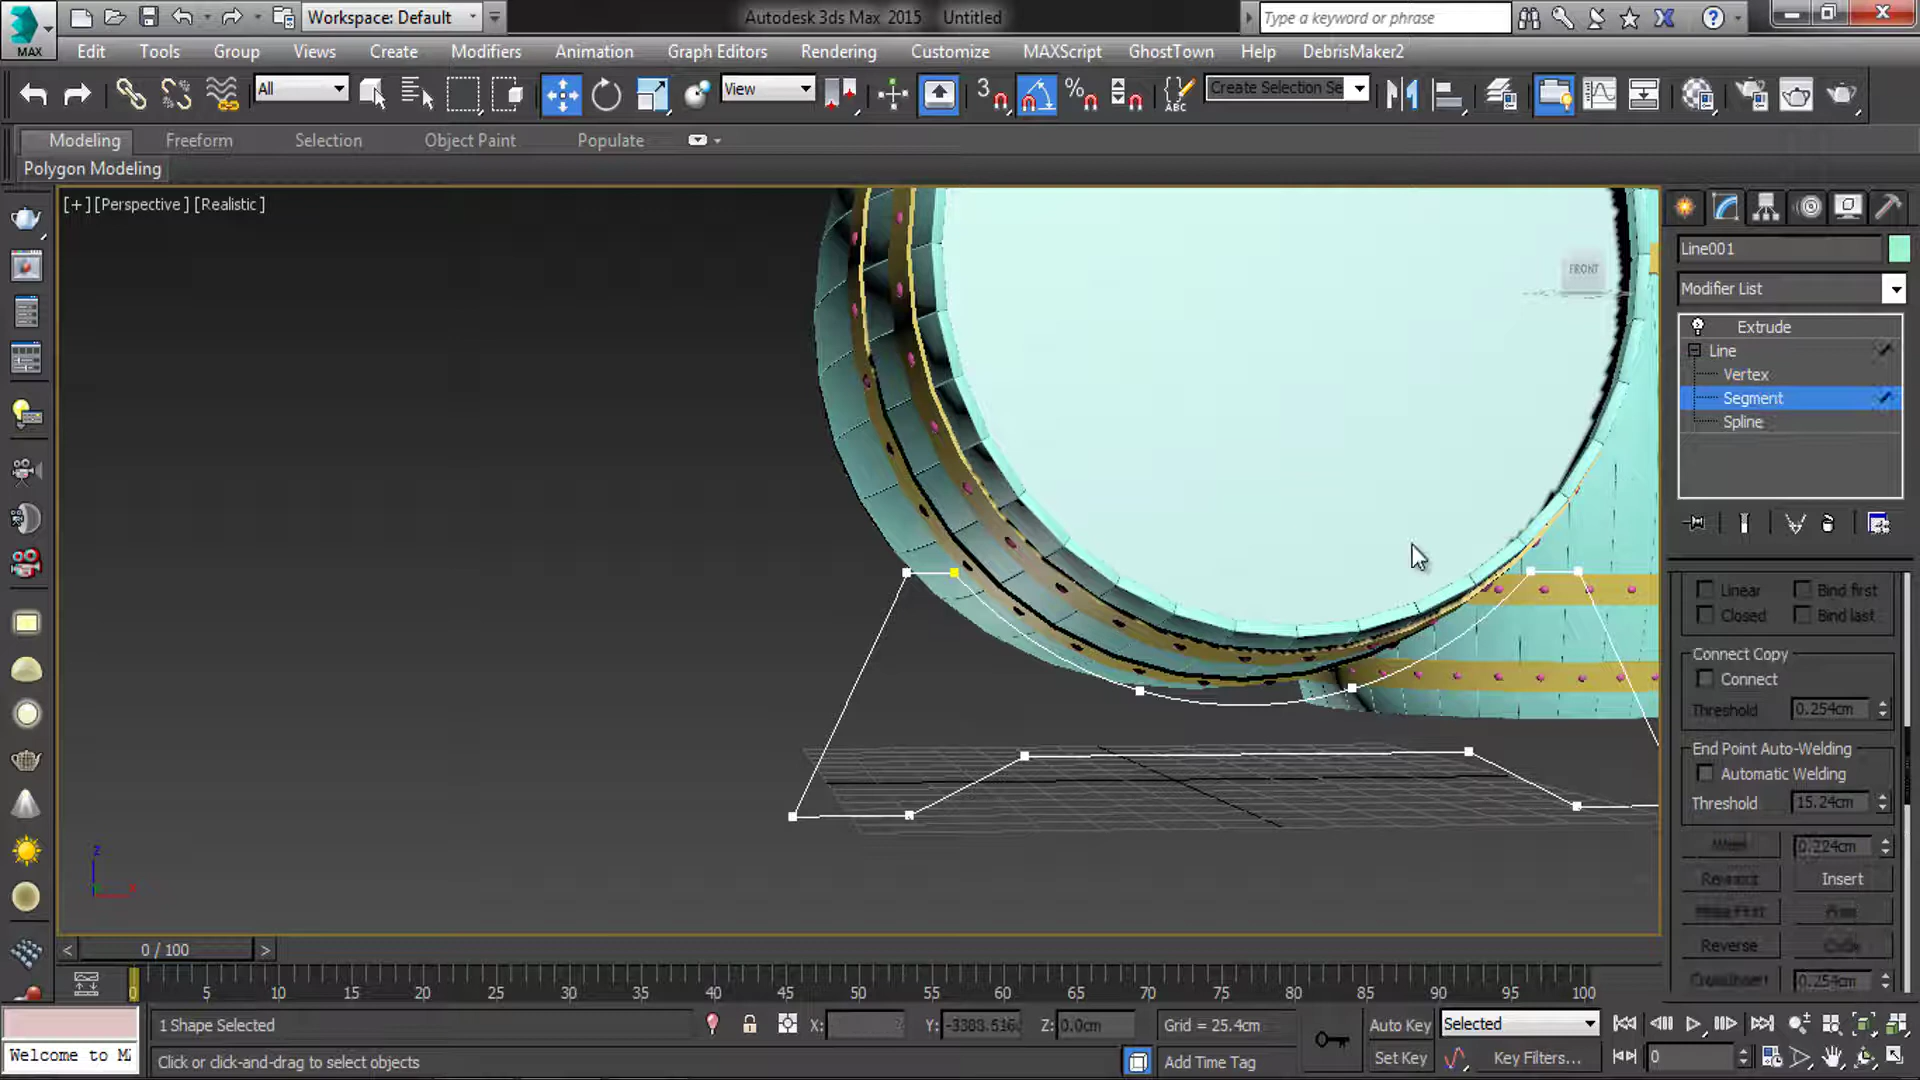 Workspace: Default
Autodesk 3ds Max 2015 Untitled
Type a keyword or phrase
MAX
Edit Tools Group Views Create Modifiers Animation Graph Editors Rendering Customize MAXScript GhostTown Help DebrisMaker2
All
View
3
%
ABC
Create Selection Se
Modeling Freeform Selection Object Paint Populate
Polygon Modeling
[+] [Perspective ] [Realistic ]
FRONT
Line001
Modifier List
Extrude
Line
Vertex
Segment
Spline
Linear Bind first
Closed Bind last
Connect Copy
Connect
Threshold 0.254cm
End Point Auto-Welding
Automatic Welding
Threshold 15.24cm
0.224cm
Insert
Reverse
0.254cm
z
x
0 / 100
0 5 10 15 20 25 30 35 40 45 50 55 60 65 70 75 80 85 90 95 100
1 Shape Selected
X: Y: Z: 0.0cm
Grid = 25.4cm
Auto Key
Selected
Welcome to M
Click or click-and-drag to select objects
Add Time Tag
Set Key
Key Filters...
0